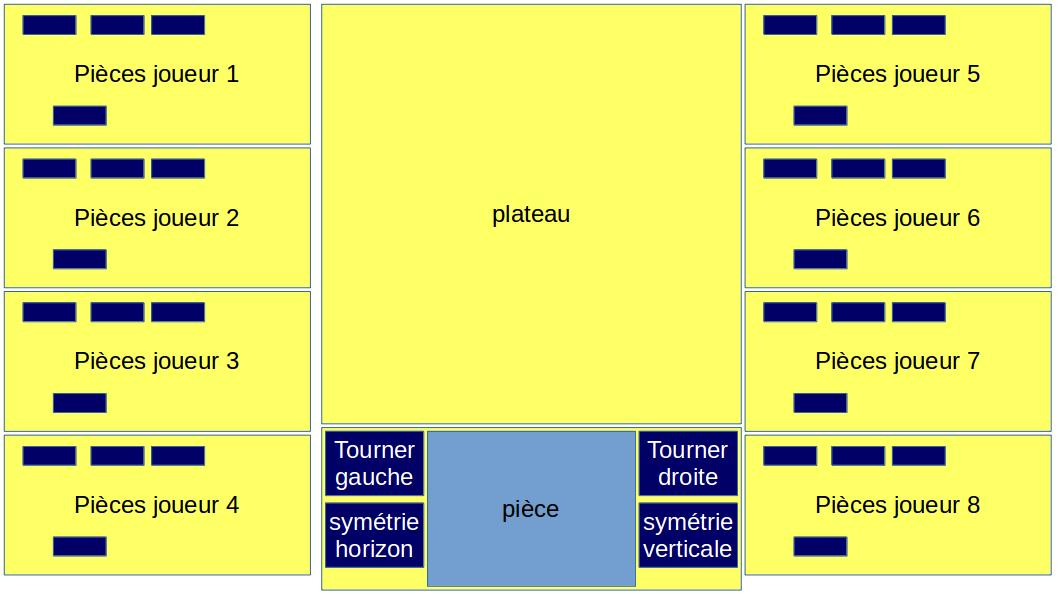 Pièces joueur 1
Pièces joueur 2
Pièces joueur 3
Pièces joueur 4
plateau
Tourner
gauche
symétrie
horizon
pièce
Tourner
droite
symétrie
verticale
Pièces joueur 5
Pièces joueur 6
Pièces joueur 7
Pièces joueur 8